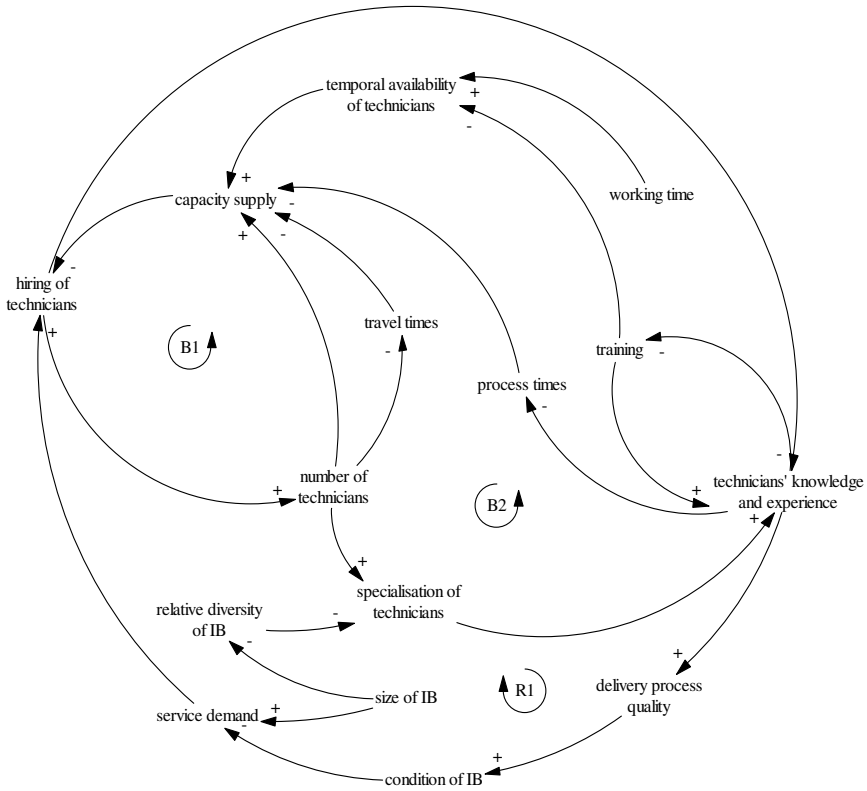 temporal availability
of technicians
+
-
+
capacity supply
-
working time
+
-
-
hiring of
technicians
+
B1
travel times
-
training
-
process times
-
-
number of
technicians
+
technicians' knowledge
and experience
+
+
B2
+
specialisation of
technicians
relative diversity
of IB
-
-
+
delivery process
quality
size of IB
R1
service demand
+
-
+
condition of IB